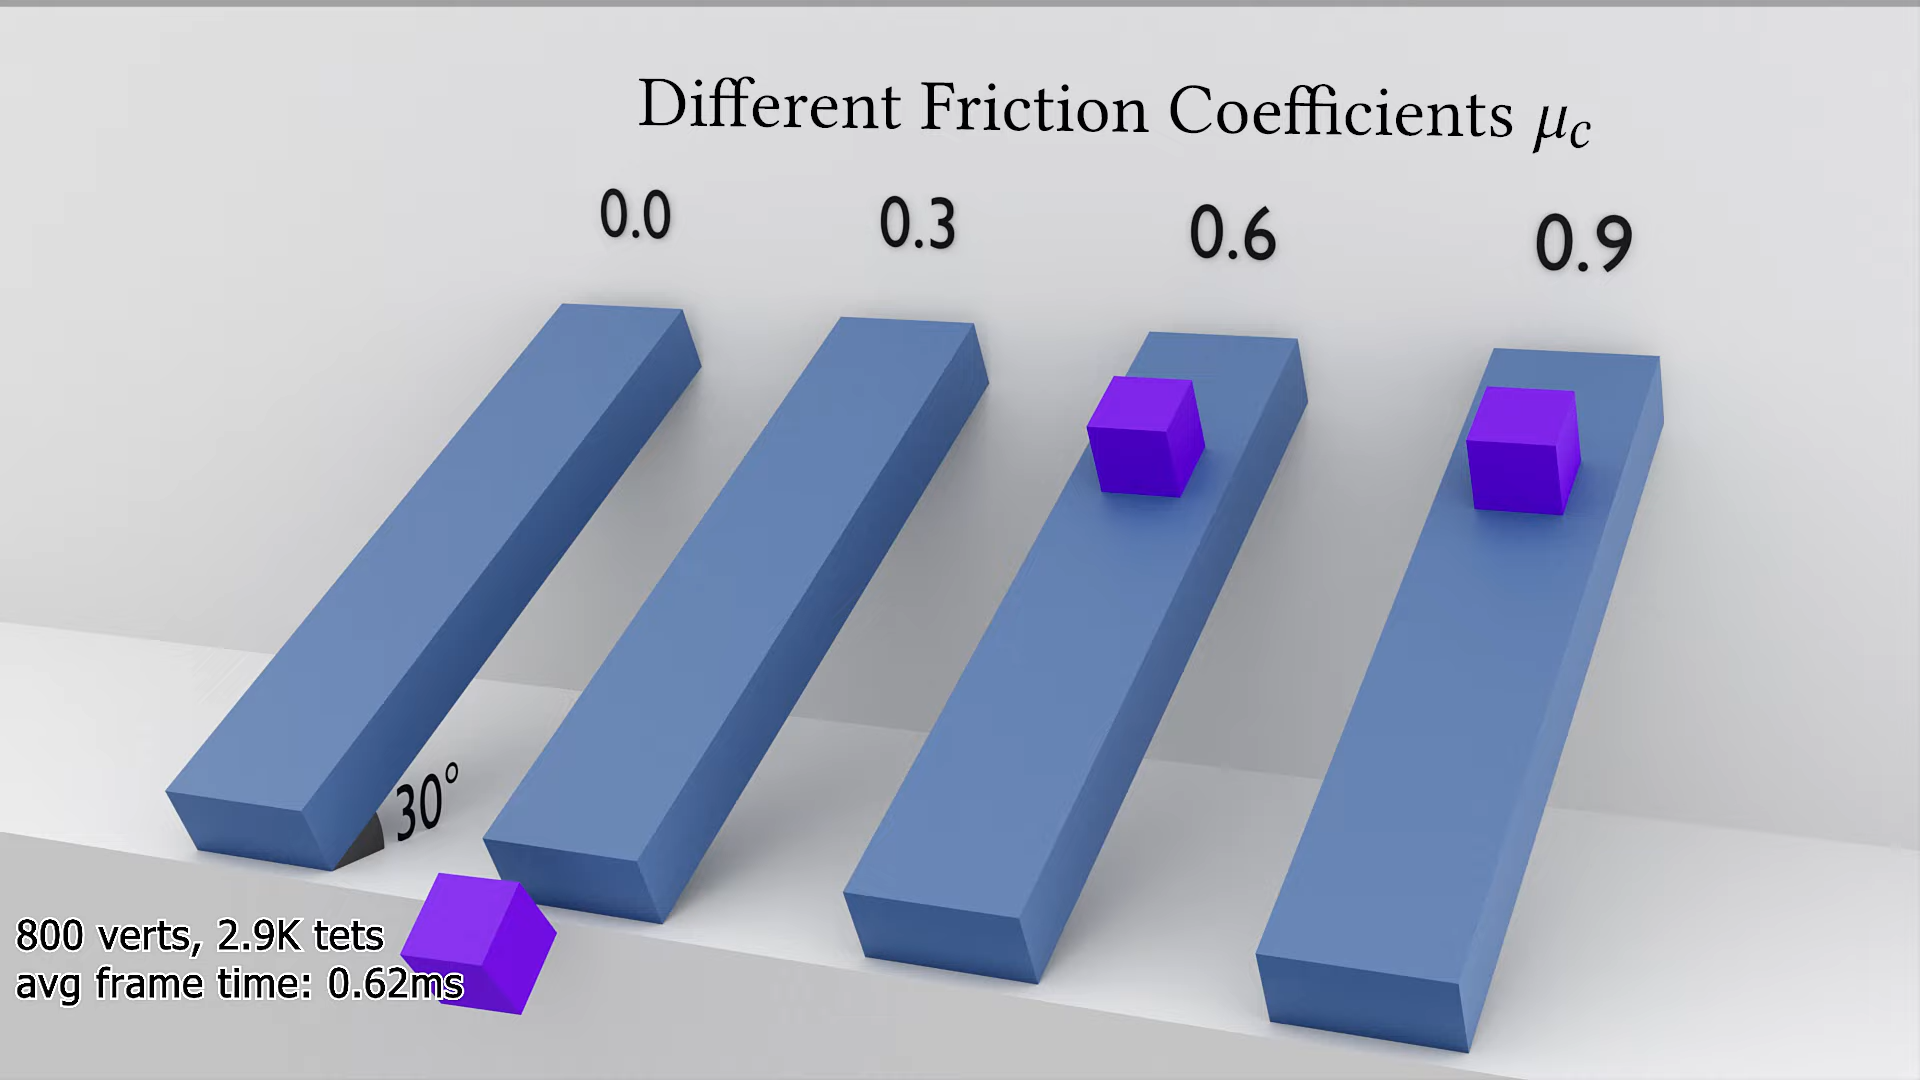 Different Friction Coefficients μc
0.0 0.3 0.6 0.9
30°
800 verts, 2.9K tets
avg frame time: 0.62ms